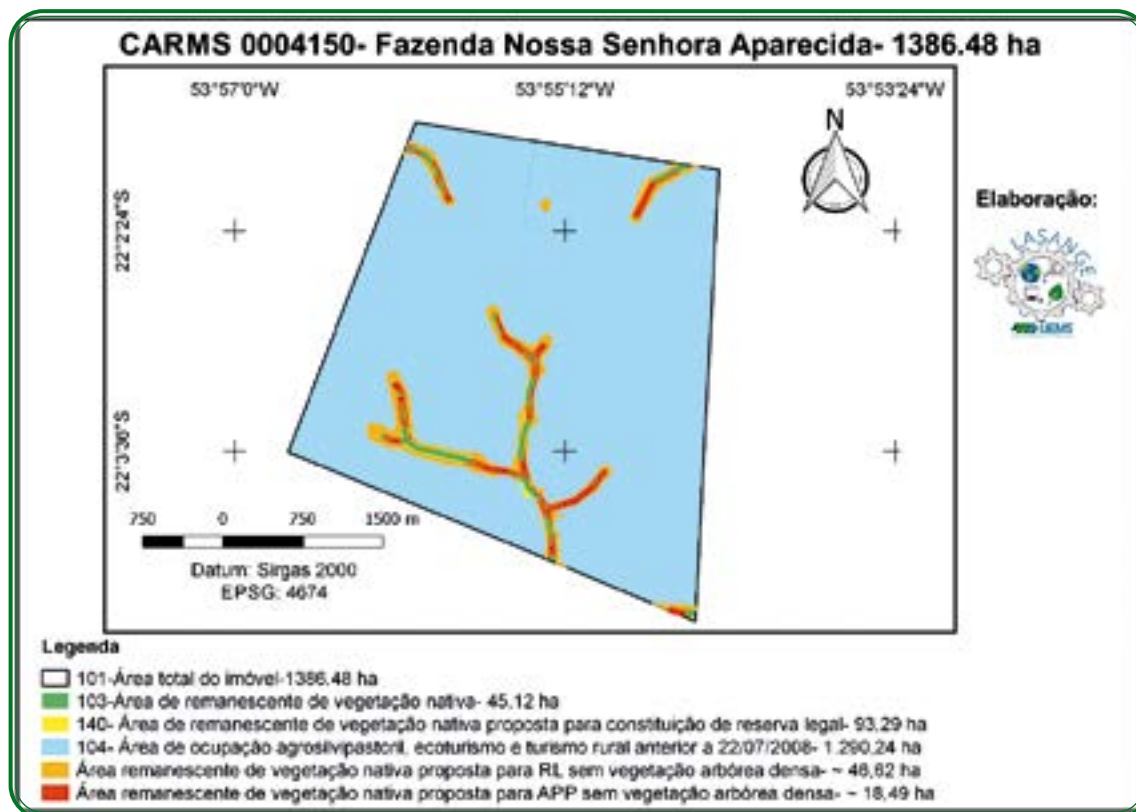 CARMS 0004150- Fazenda Nossa Senhora Aparecida- 1386.48 ha
53°57'0"W 53°55'12"W 53°53'24"W
N
22°2'24"S
Elaboração:
LASANGE
UEMS
22°3'36"S
750 0 750 1500 m
Datum: Sirgas 2000
EPSG: 4674
Legenda
101-Área total do imóvel-1386.48 ha
103-Área de remanescente de vegetação nativa- 45,12 ha
140- Área de remanescente de vegetação nativa proposta para constituição de reserva legal- 93,29 ha
104- Área de ocupação agrosilvipastoril, ecoturismo e turismo rural anterior a 22/07/2008- 1.290,24 ha
Área remanescente de vegetação nativa proposta para RL sem vegetação arbórea densa- ~ 46,62 ha
Área remanescente de vegetação nativa proposta para APP sem vegetação arbórea densa- ~ 18,49 ha